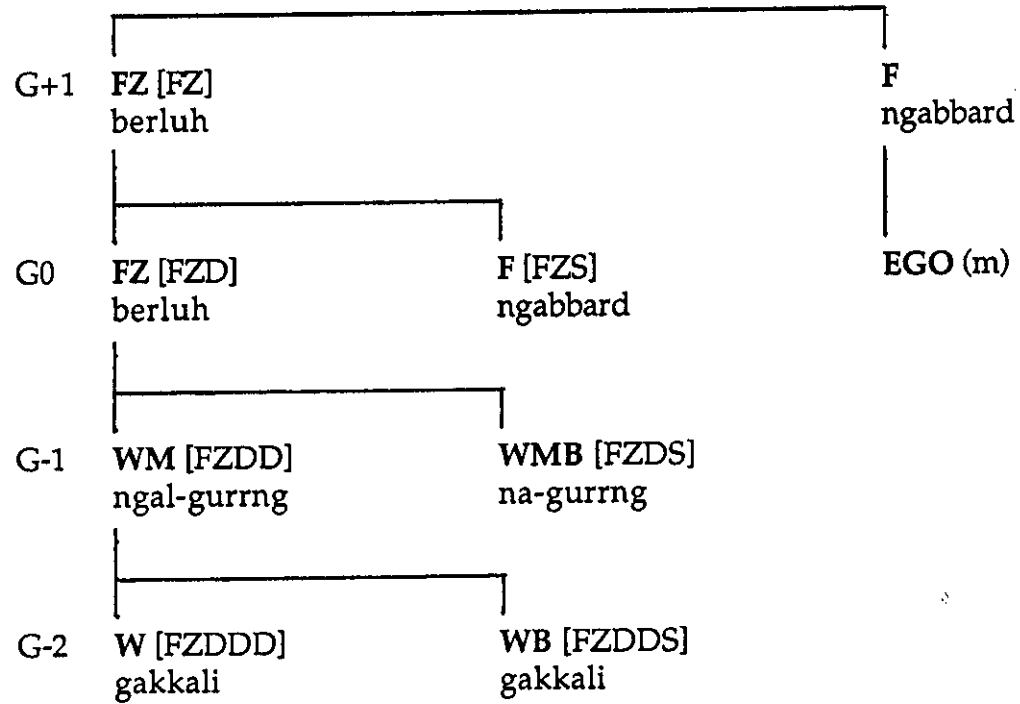 G+1 FZ [FZ] F
berluh ngabbard
G0 FZ [FZD] F [FZS] EGO (m)
berluh ngabbard
G-1 WM [FZDD] WMB [FZDS]
ngal-gurrng na-gurrng
G-2 W [FZDDD] WB [FZDDS]
gakkali gakkali